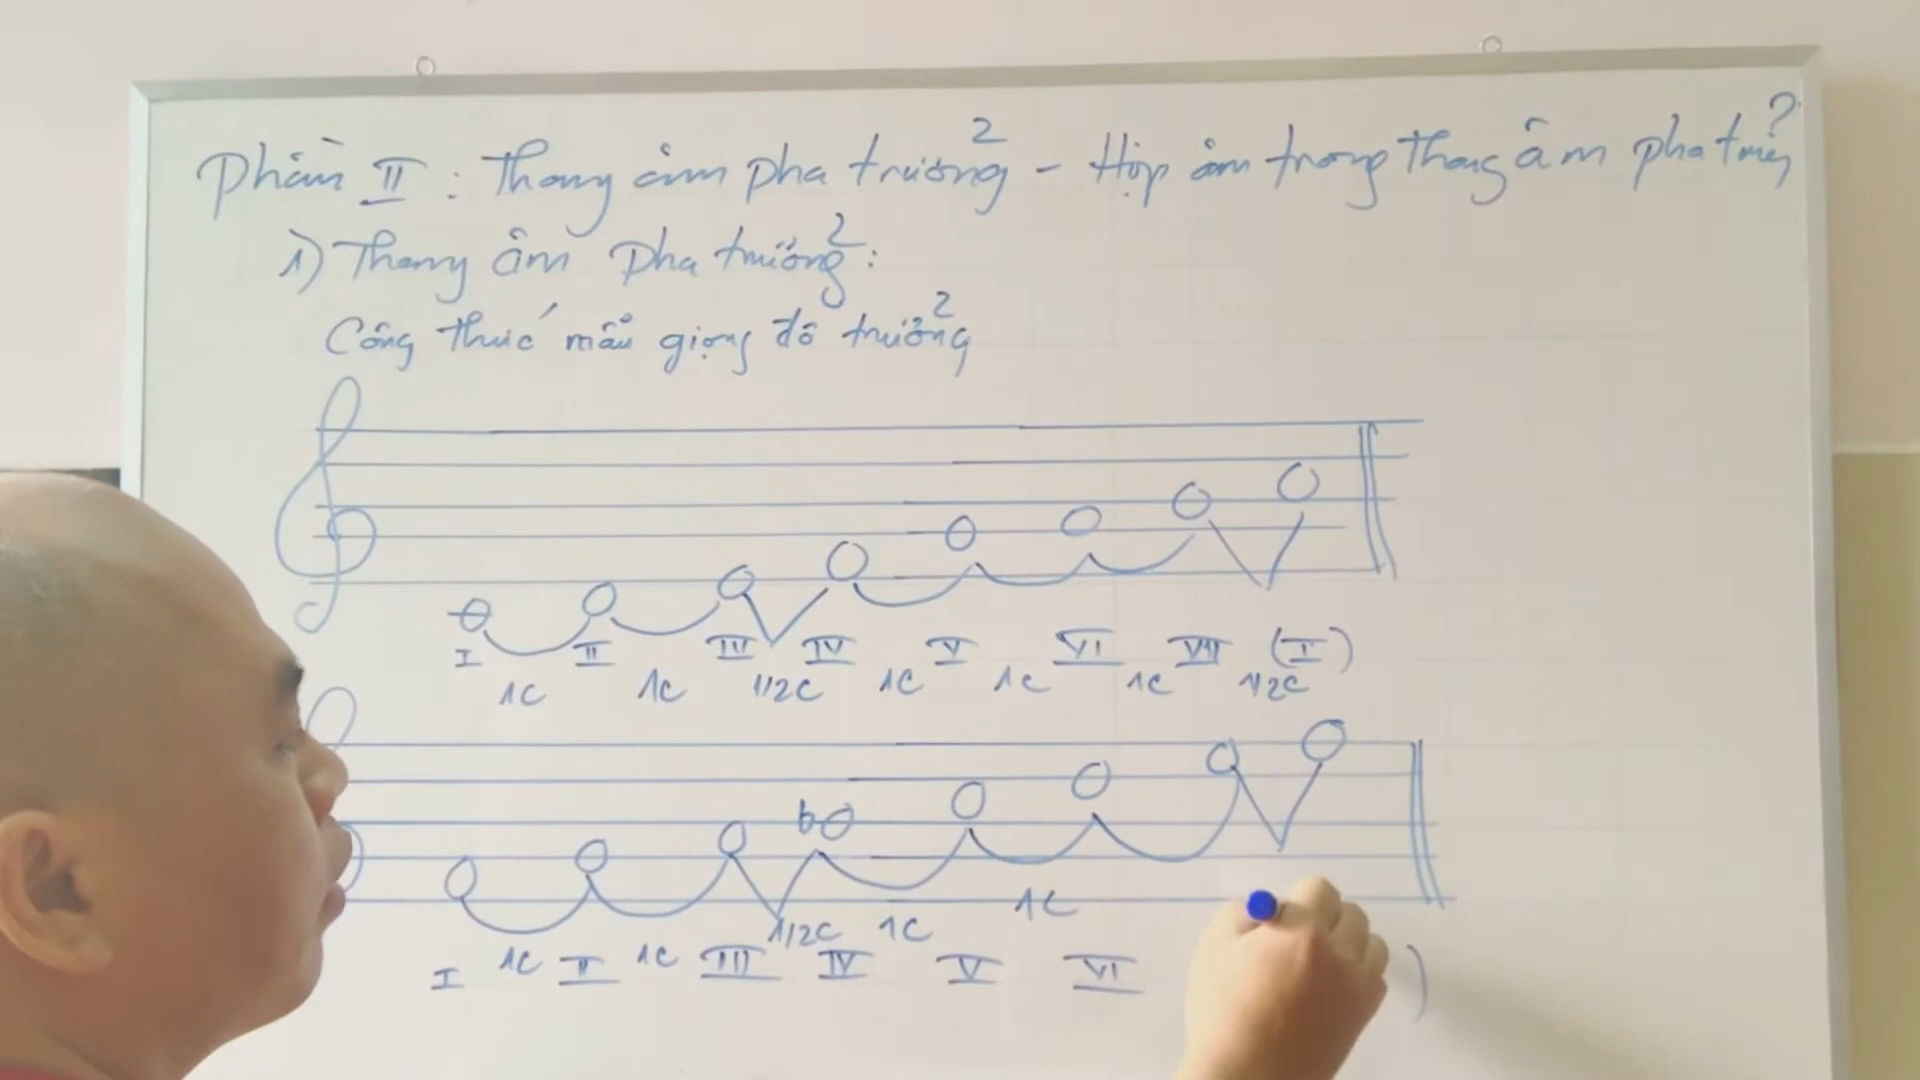 Phần II : Thang âm pha trưởng - Hợp âm trong thang âm pha trưởng
1) Thang âm pha trưởng :
Công thức mẫu giọng đô trưởng
I II III IV V VI VII (I)
1C 1C 1/2C 1C 1C 1C 1/2C
b
1/2C 1C 1C
I 1C II 1C III IV V VI )